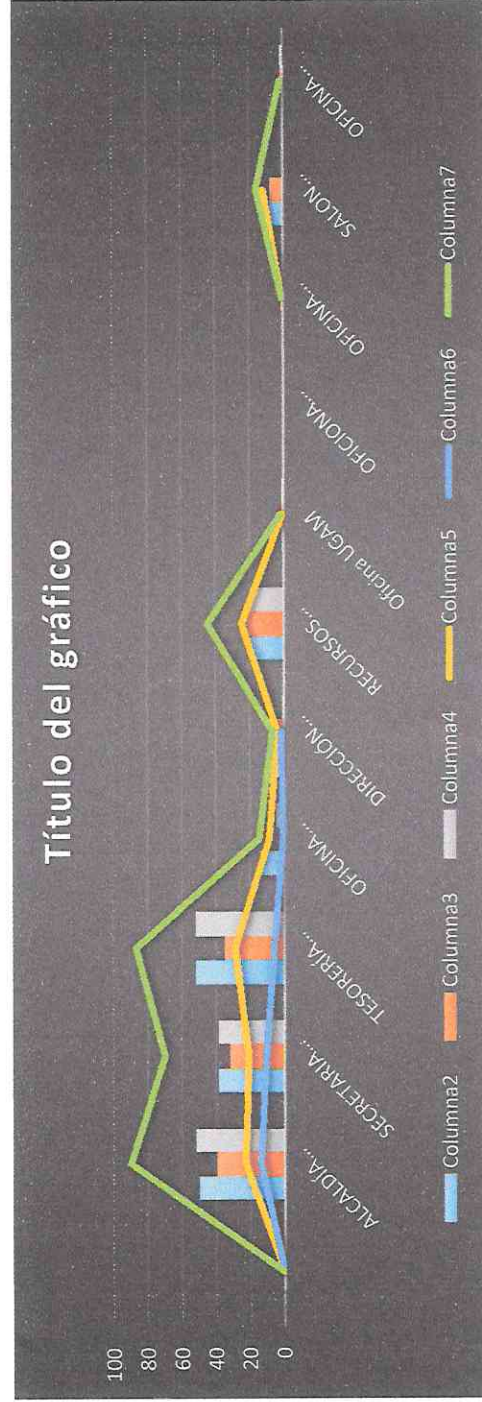 Título del gráfico
100
80
60
40
20
0
ALCALDÍA...
SECRETARIA...
TESORERÍA...
OFICINA...
DIRECCIÓN...
RECURSOS...
Oficina UGAM
OFICIONA...
OFICINA...
SALON...
OFICINA...
Columna2
Columna3
Columna4
Columna5
Columna6
Columna7